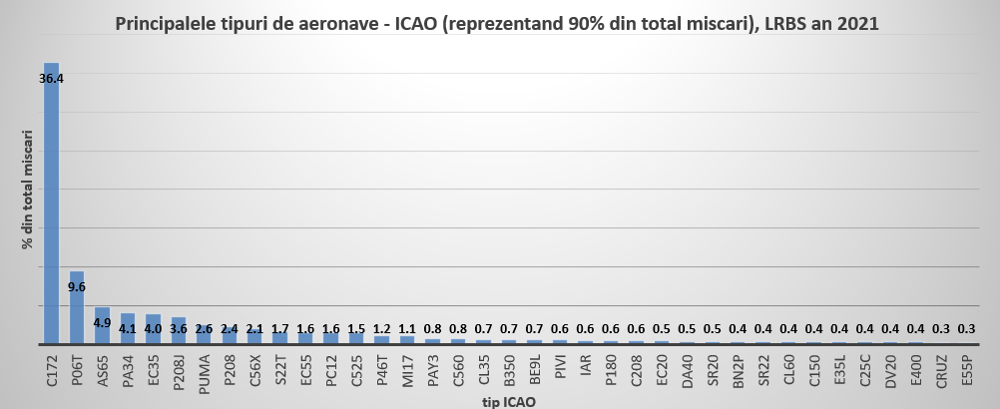 Principalele tipuri de aeronave - ICAO (reprezentand 90% din total miscari), LRBS an 2021
% din total miscari
36.4 9.6 4.9 4.1 4.0 3.6 2.6 2.4 2.1 1.7 1.6 1.6 1.5 1.2 1.1 0.8 0.8 0.7 0.7 0.7 0.6 0.6 0.6 0.6 0.5 0.5 0.5 0.4 0.4 0.4 0.4 0.4 0.4 0.4 0.4 0.3 0.3
C172 P06T AS65 PA34 EC35 P208J PUMA P208 C56X S22T EC55 PC12 C525 P46T MI17 PAY3 C560 CL35 B350 BE9L PIVI IAR P180 C208 EC20 DA40 SR20 BN2P SR22 CL60 C150 E35L C25C DV20 E400 CRUZ E55P
tip ICAO